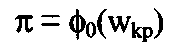 π = ϕ₀(wₖₚ)